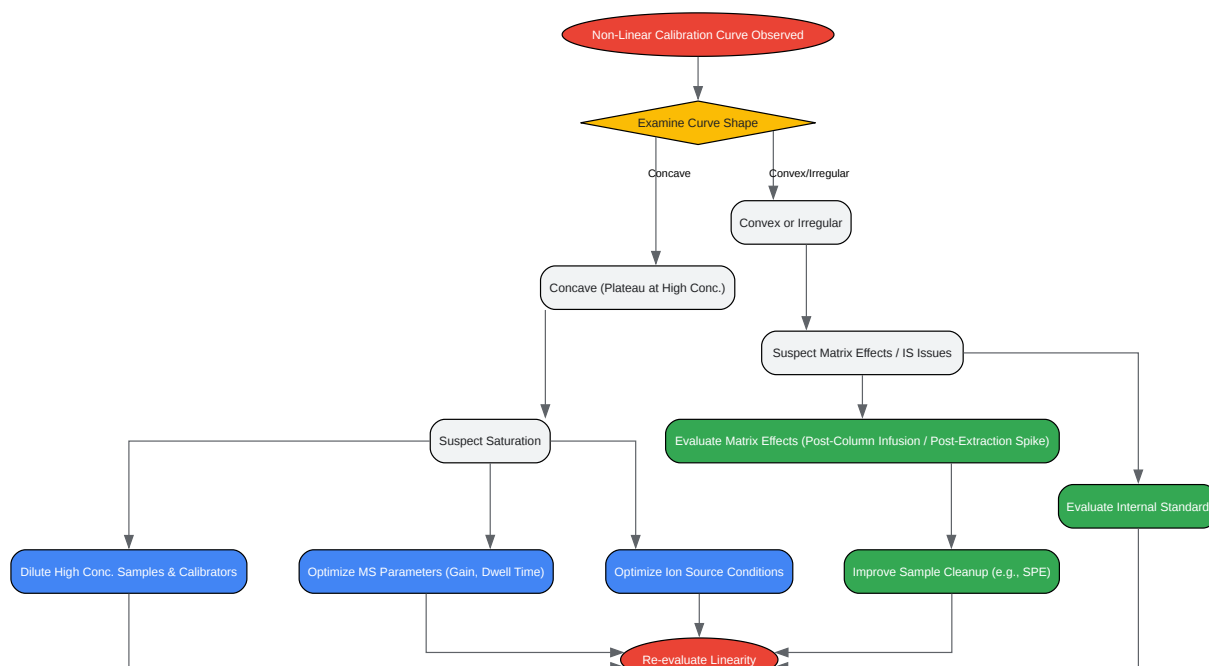 Non-Linear Calibration Curve Observed
Examine Curve Shape
Concave
Convex/Irregular
Convex or Irregular
Concave (Plateau at High Conc.)
Suspect Matrix Effects / IS Issues
Suspect Saturation
Evaluate Matrix Effects (Post-Column Infusion / Post-Extraction Spike)
Evaluate Internal Standard
Dilute High Conc. Samples & Calibrators
Optimize MS Parameters (Gain, Dwell Time)
Optimize Ion Source Conditions
Improve Sample Cleanup (e.g., SPE)
Re-evaluate Linearity